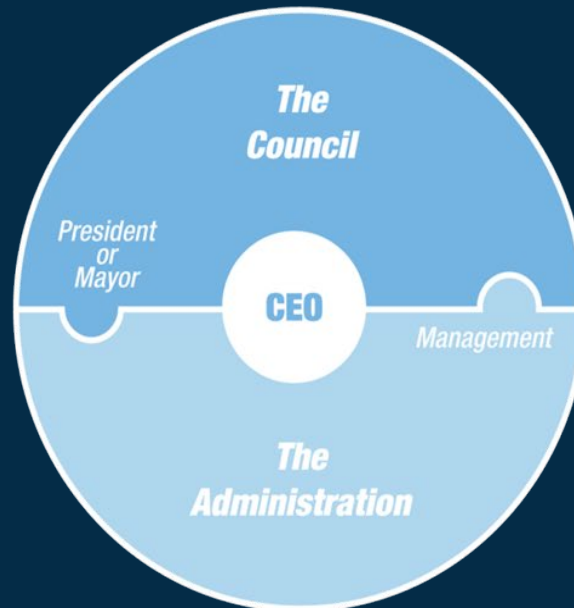 The
Council
President
or
Mayor
CEO
Management
The
Administration